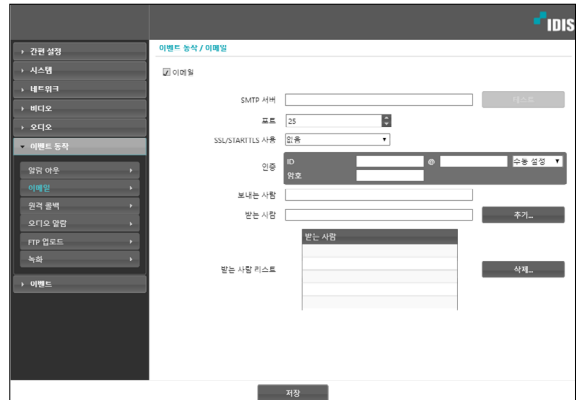 IDIS
간편 설정
시스템
네트워크
비디오
오디오
이벤트 동작
알람 아웃
이메일
원격 콜백
오디오 알람
FTP 업로드
녹화
이벤트
이벤트 동작 / 이메일
이메일
SMTP 서버
테스트
포트 25
SSL/STARTTLS 사용 없음
인증 ID @ 수동 설정
암호
보내는 사람
받는 사람 추가...
받는 사람
받는 사람 리스트 삭제...
저장